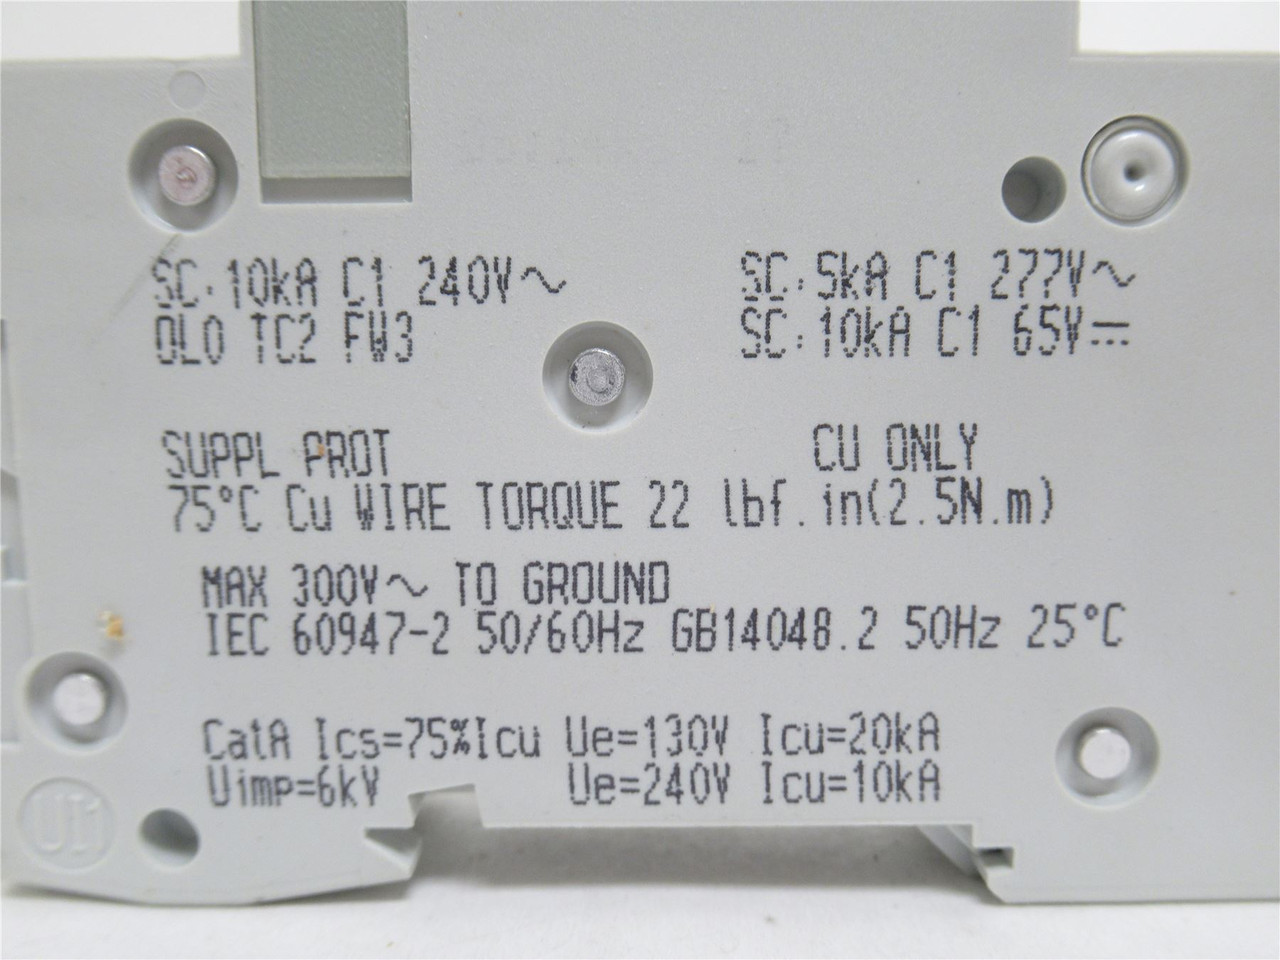 SC:10kA C1 240V~
SC:5kA C1 277V~
OL0 TC2 FW3
SC:10kA C1 65V⎓
SUPPL PROT
CU ONLY
75°C Cu WIRE TORQUE 22 lbf.in(2.5N.m)
MAX 300V~ TO GROUND
IEC 60947-2 50/60Hz GB14048.2 50Hz 25°C
CatA Ics=75%Icu Ue=130V Icu=20kA
Uimp=6kV Ue=240V Icu=10kA